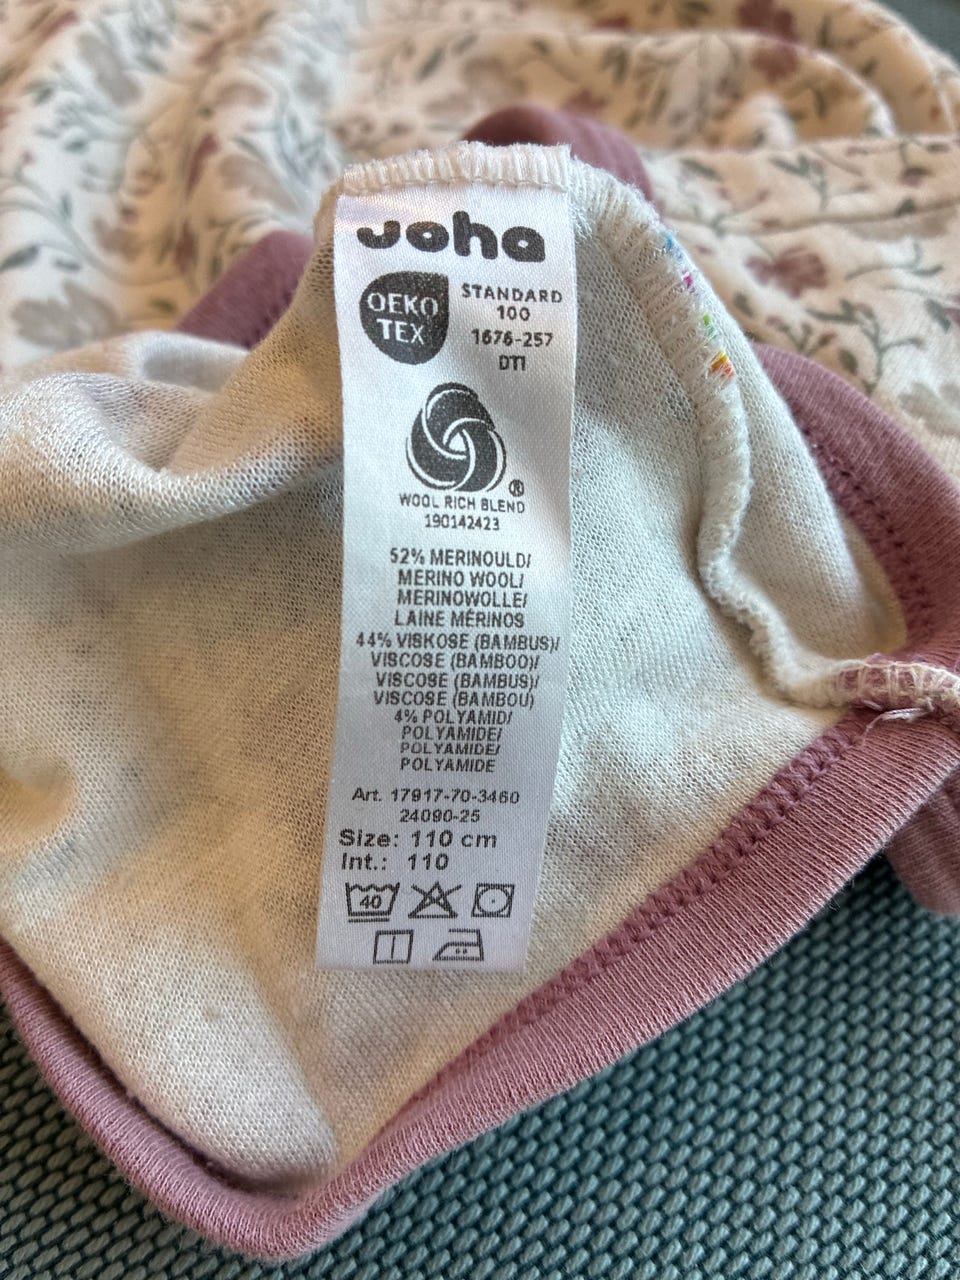 Joha
OEKO
TEX
STANDARD
100
1676-257
DTI
®
WOOL RICH BLEND
190142423
52% MERINOULD/
MERINO WOOL/
MERINOWOLLE/
LAINE MÉRINOS
44% VISKOSE (BAMBUS)/
VISCOSE (BAMBOO)/
VISCOSE (BAMBUS)/
VISCOSE (BAMBOU)
4% POLYAMID/
POLYAMIDE/
POLYAMIDE/
POLYAMIDE
Art. 17917-70-3460
24090-25
Size: 110 cm
Int.: 110
40